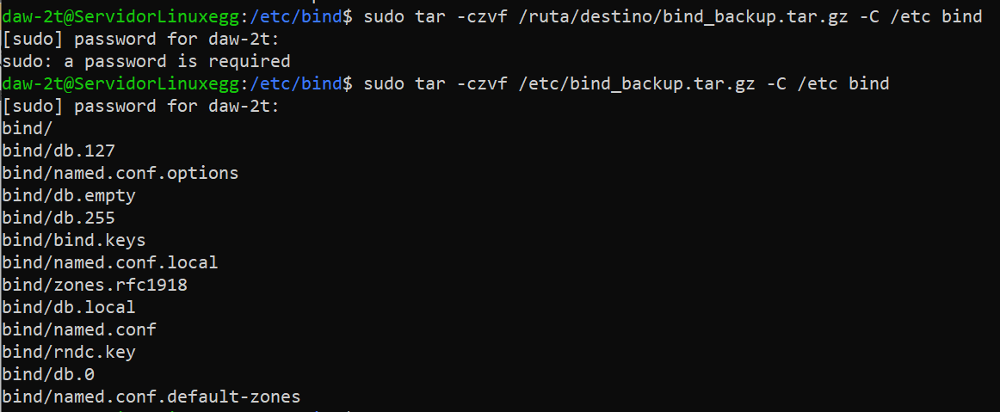 daw-2t@ServidorLinuxegg:/etc/bind$ sudo tar -czvf /ruta/destino/bind_backup.tar.gz -C /etc bind
[sudo] password for daw-2t:
sudo: a password is required
daw-2t@ServidorLinuxegg:/etc/bind$ sudo tar -czvf /etc/bind_backup.tar.gz -C /etc bind
[sudo] password for daw-2t:
bind/
bind/db.127
bind/named.conf.options
bind/db.empty
bind/db.255
bind/bind.keys
bind/named.conf.local
bind/zones.rfc1918
bind/db.local
bind/named.conf
bind/rndc.key
bind/db.0
bind/named.conf.default-zones